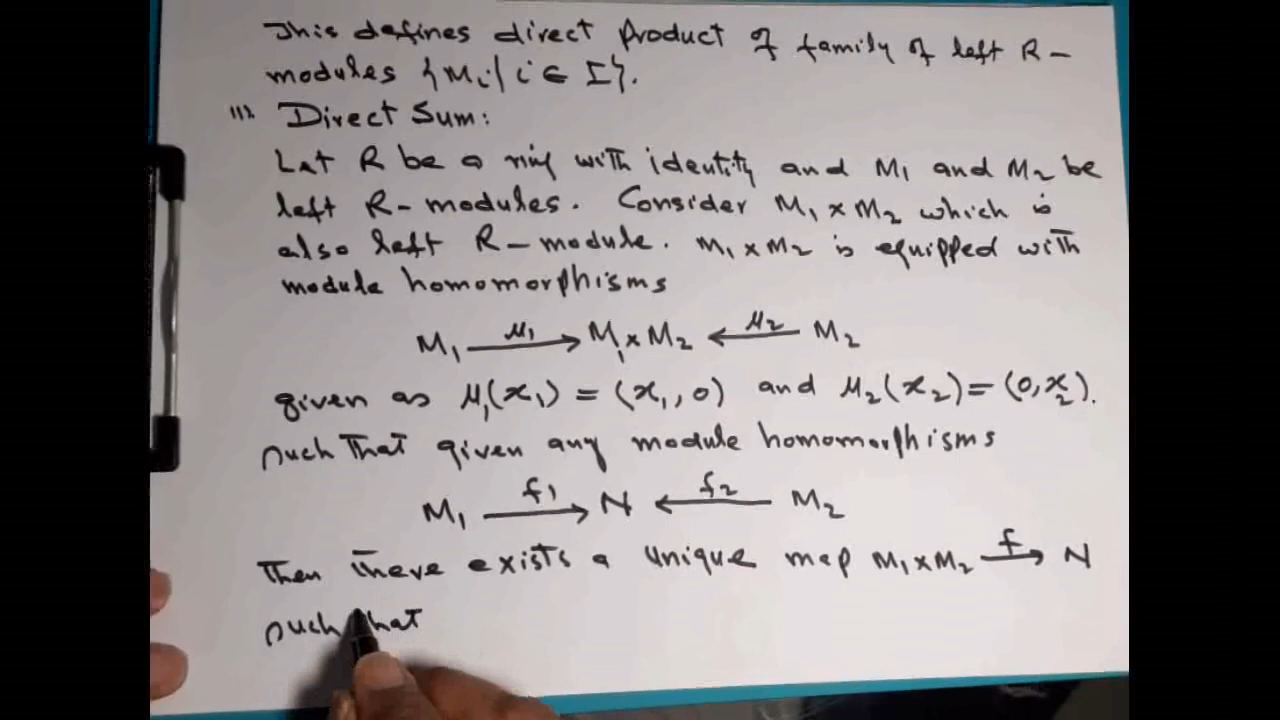 This defines direct product of family of left R-
modules {Mi | i ∈ I}.
III) Direct Sum:
Let R be a ring with identity and M₁ and M₂ be
left R-modules. Consider M₁ × M₂ which is
also left R-module. M₁ × M₂ is equipped with
module homomorphisms
M₁ —μ₁→ M₁ × M₂ ←μ₂— M₂
given as μ₁(x₁) = (x₁, 0) and μ₂(x₂) = (0, x₂).
such that given any module homomorphisms
M₁ —f₁→ N ←f₂— M₂
Then there exists a unique map M₁ × M₂ —f→ N
such that